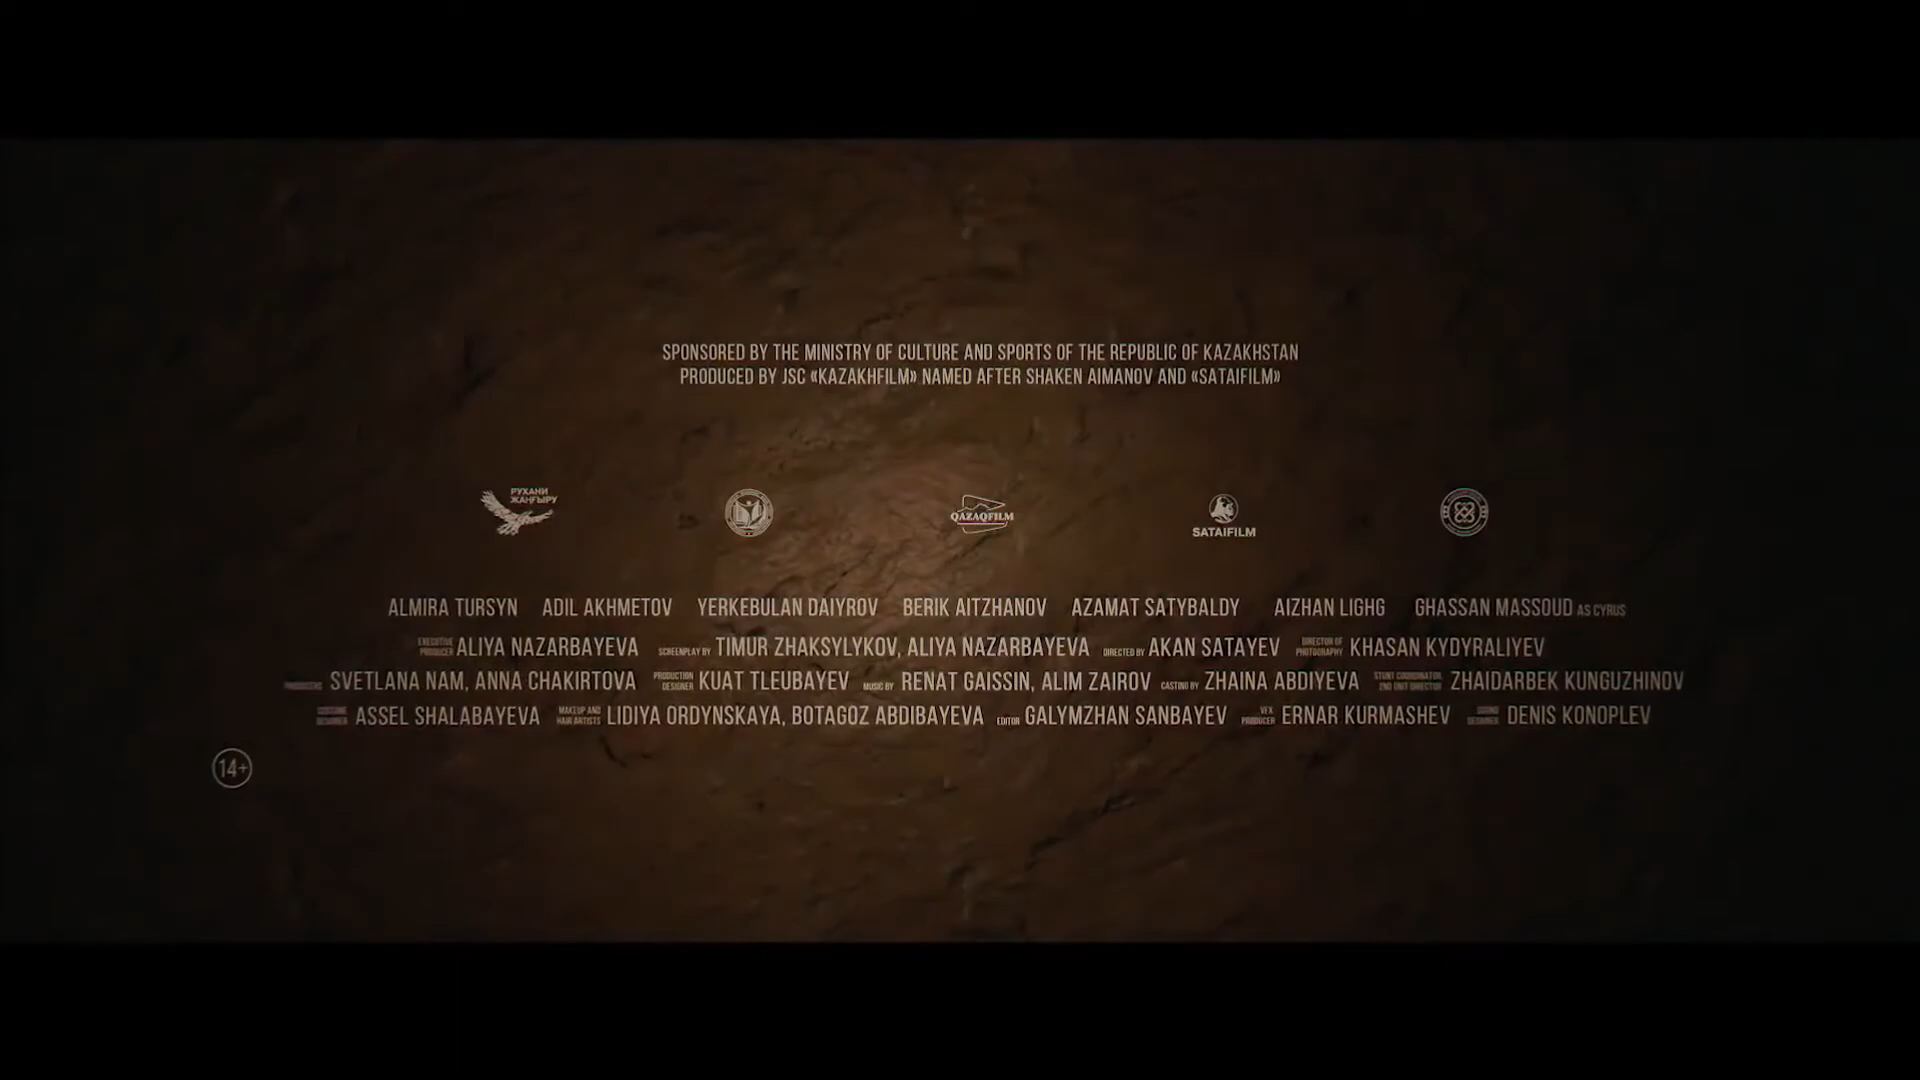 SPONSORED BY THE MINISTRY OF CULTURE AND SPORTS OF THE REPUBLIC OF KAZAKHSTAN
PRODUCED BY JSC «KAZAKHFILM» NAMED AFTER SHAKEN AIMANOV AND «SATAIFILM»
РУХАНИ
ЖАҢҒЫРУ
QAZAQFILM
SATAIFILM
ALMIRA TURSYN ADIL AKHMETOV YERKEBULAN DAIYROV BERIK AITZHANOV AZAMAT SATYBALDY AIZHAN LIGHG GHASSAN MASSOUD AS CYRUS
EXECUTIVE PRODUCER ALIYA NAZARBAYEVA SCREENPLAY BY TIMUR ZHAKSYLYKOV, ALIYA NAZARBAYEVA DIRECTED BY AKAN SATAYEV DIRECTOR OF PHOTOGRAPHY KHASAN KYDYRALIYEV
PRODUCERS SVETLANA NAM, ANNA CHAKIRTOVA PRODUCTION DESIGNER KUAT TLEUBAYEV MUSIC BY RENAT GAISSIN, ALIM ZAIROV CASTING BY ZHAINA ABDIYEVA STUNT COORDINATOR 2ND UNIT DIRECTOR ZHAIDARBEK KUNGUZHINOV
COSTUME DESIGNER ASSEL SHALABAYEVA MAKEUP AND HAIR ARTISTS LIDIYA ORDYNSKAYA, BOTAGOZ ABDIBAYEVA EDITOR GALYMZHAN SANBAYEV VFX PRODUCER ERNAR KURMASHEV SOUND DESIGNER DENIS KONOPLEV
14+